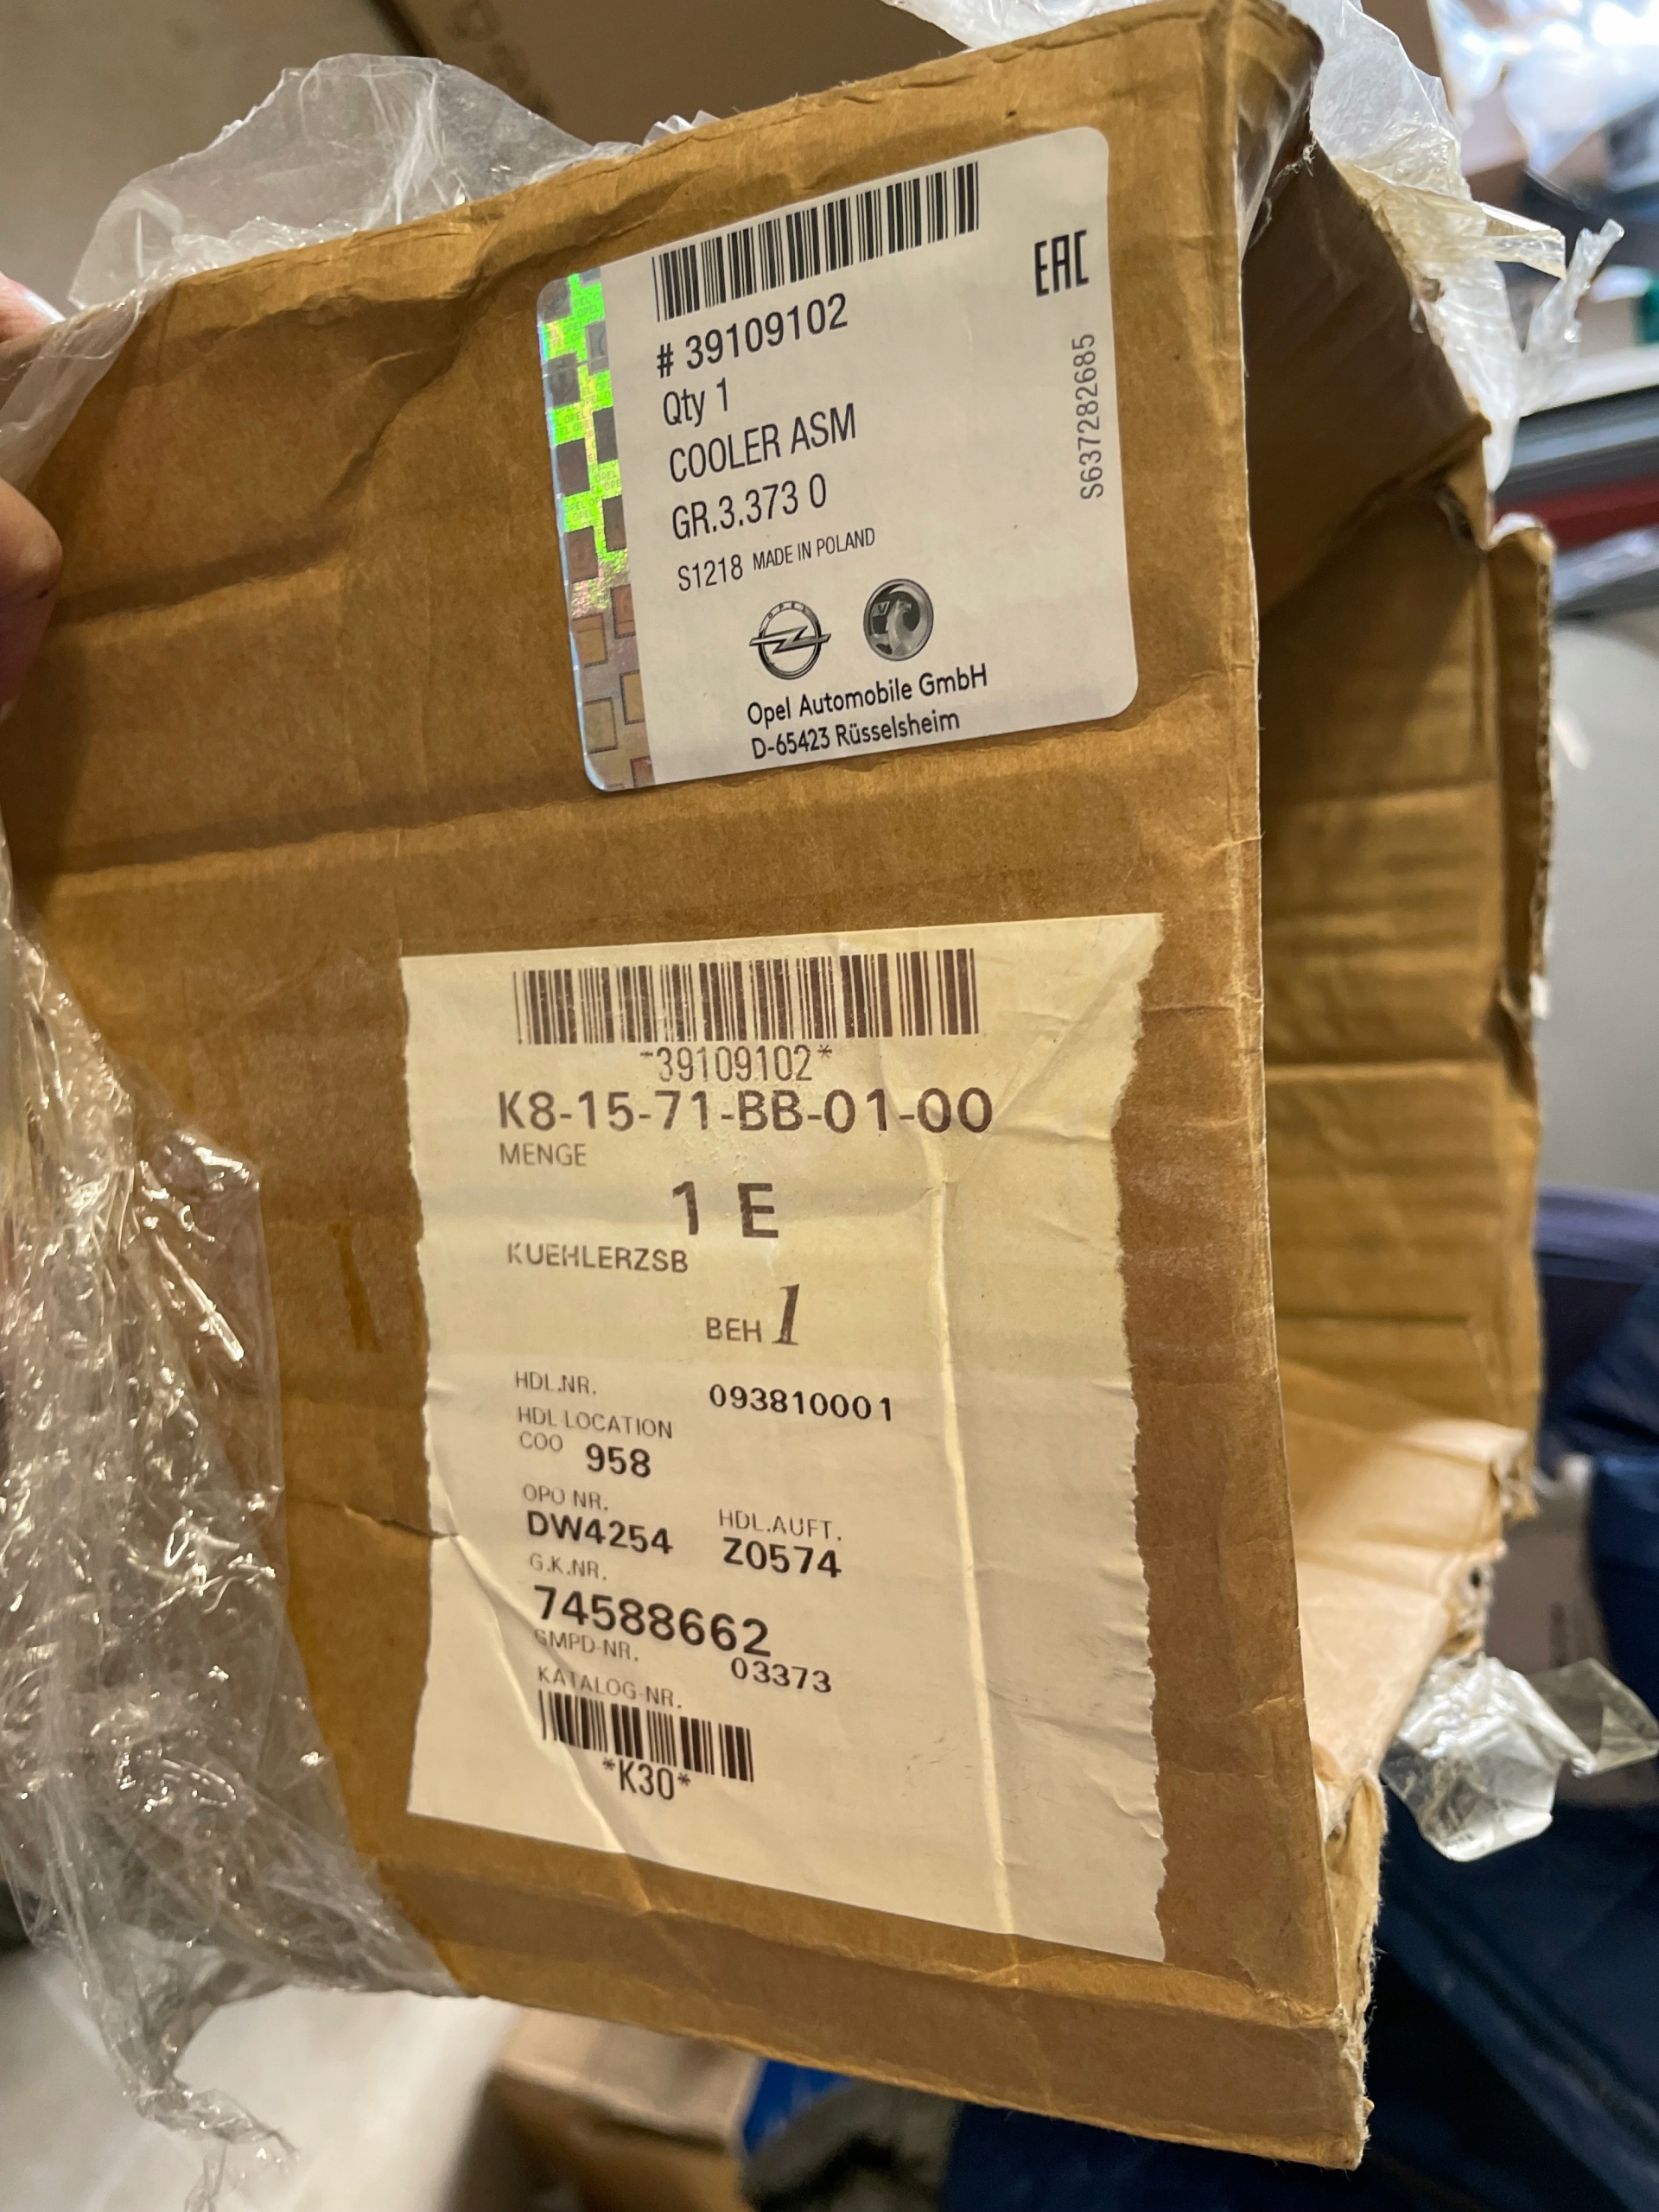 # 39109102
Qty 1
COOLER ASM
GR.3.373 0
S1218 MADE IN POLAND
EAC
S637282685
OPEL
Opel Automobile GmbH
D-65423 Rüsselsheim
*39109102*
K8-15-71-BB-01-00
MENGE
1 E
KUEHLERZSB
BEH 1
HDL.NR. 093810001
HDL LOCATION
COO 958
OPO NR. HDL.AUFT.
DW4254 Z0574
G.K.NR.
74588662
GMPD-NR. 03373
KATALOG-NR.
*K30*